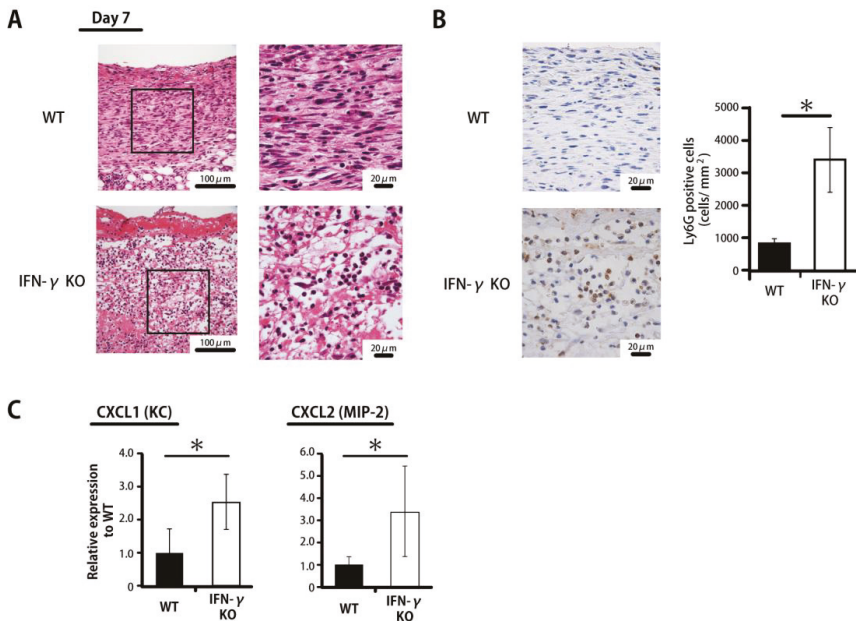 A
Day 7
WT
100 μm
20 μm
IFN-γ KO
100 μm
20 μm
B
WT
20 μm
IFN-γ KO
20 μm
Ly6G positive cells
(cells/ mm²)
5000
4000
3000
2000
1000
0
*
WT
IFN-γ
KO
C
CXCL1 (KC)
Relative expression
to WT
4.0
3.0
2.0
1.0
0
*
WT
IFN-γ
KO
CXCL2 (MIP-2)
6.0
5.0
4.0
3.0
2.0
1.0
0
*
WT
IFN-γ
KO